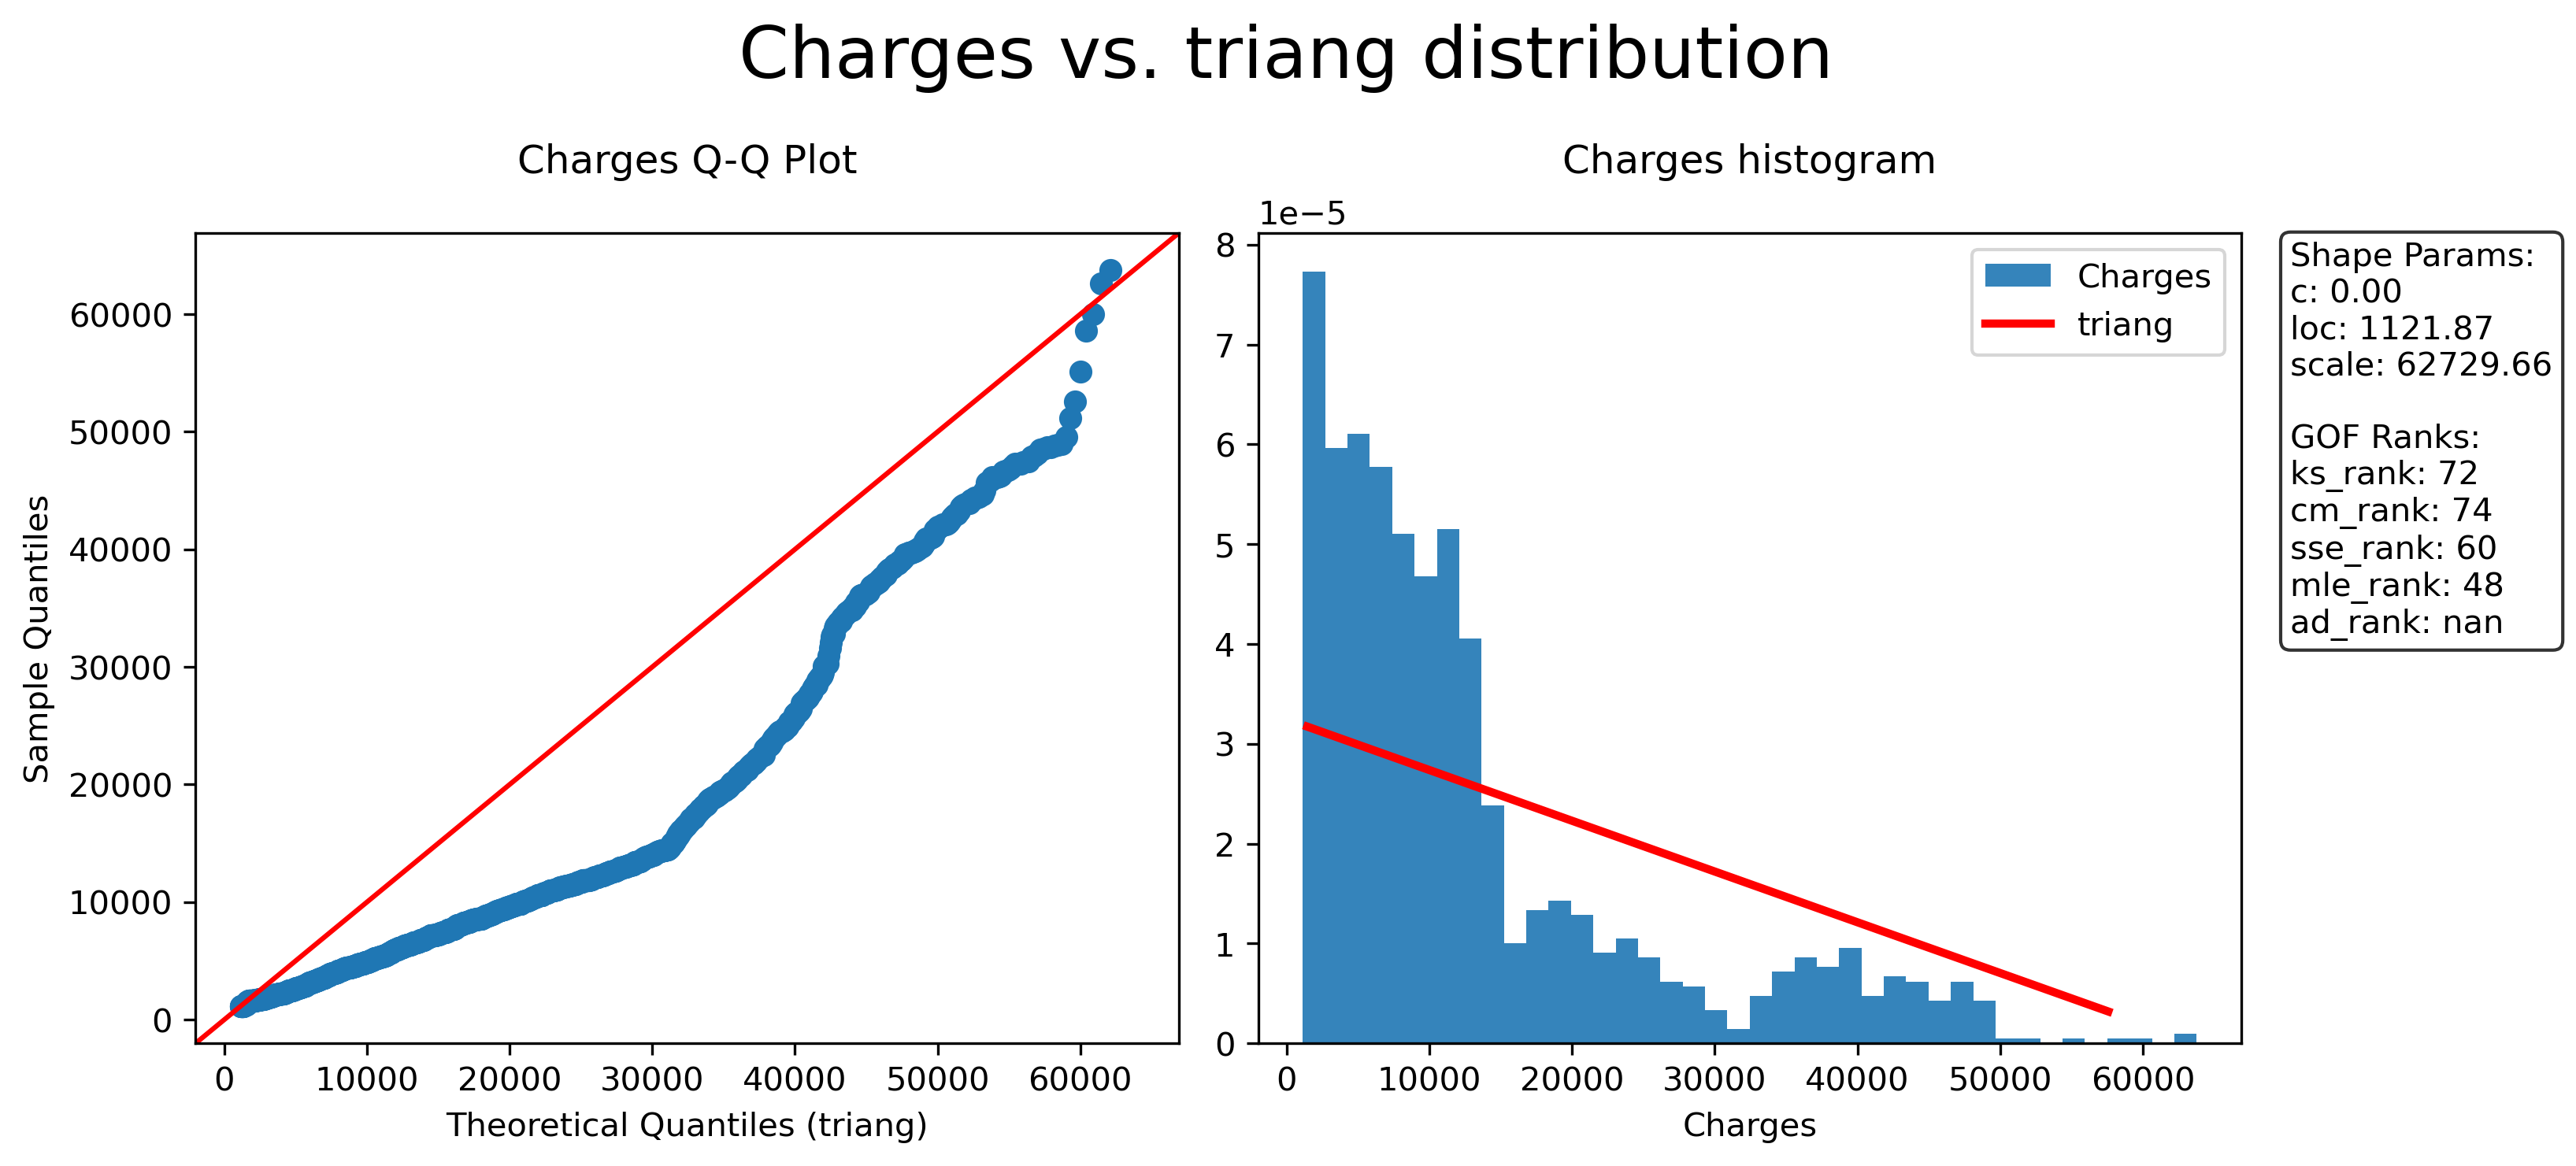 Charges vs. triang distribution
Charges Q-Q Plot
Sample Quantiles
60000
50000
40000
30000
20000
10000
0
0 10000 20000 30000 40000 50000 60000
Theoretical Quantiles (triang)
Charges histogram
1e−5
8
7
6
5
4
3
2
1
0
0 10000 20000 30000 40000 50000 60000
Charges
Charges
triang
Shape Params:
c: 0.00
loc: 1121.87
scale: 62729.66
GOF Ranks:
ks_rank: 72
cm_rank: 74
sse_rank: 60
mle_rank: 48
ad_rank: nan